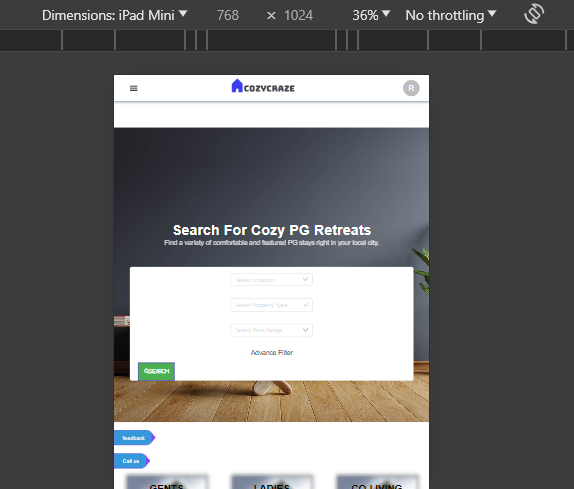 Dimensions: iPad Mini 768 × 1024 36% No throttling
COZYCRAZE R
Search For Cozy PG Retreats
Find a variety of comfortable and featured PG stays right in your local city.
Select Location
Select Property Type
Select Price Range
Advance Filter
SEARCH
feedback
Call us
GENTS LADIES CO LIVING